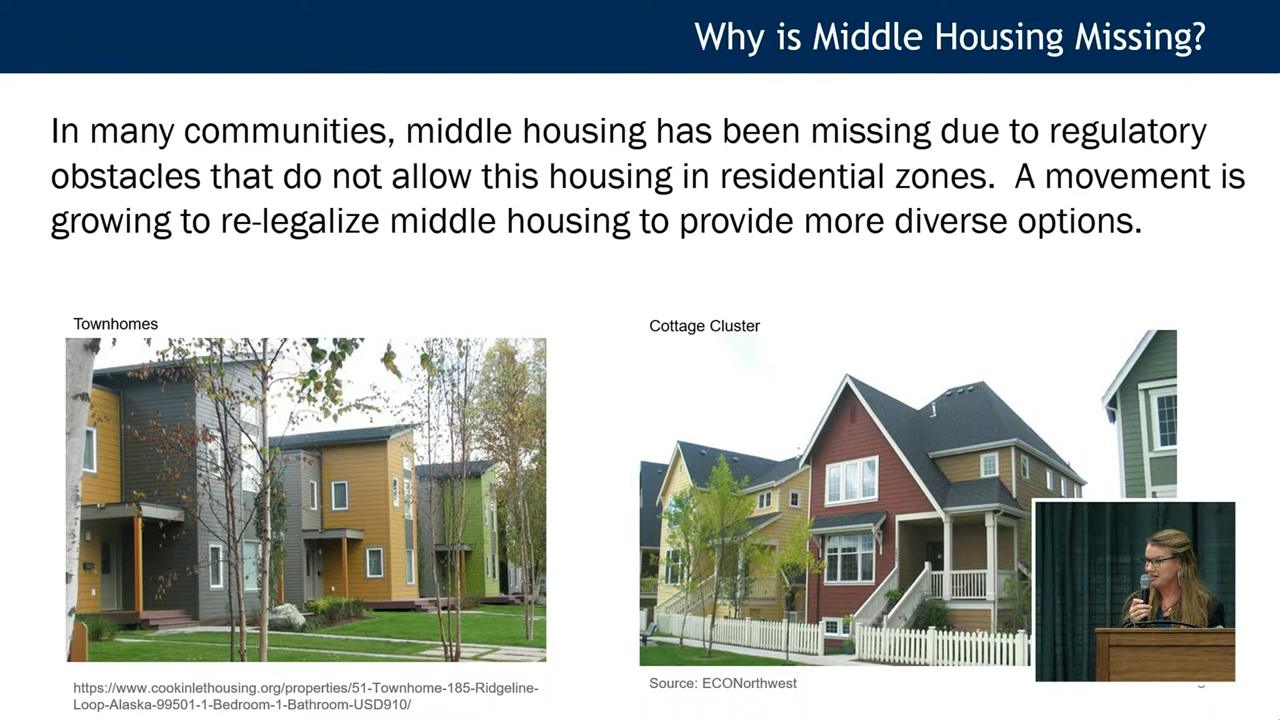 Why is Middle Housing Missing?
In many communities, middle housing has been missing due to regulatory
obstacles that do not allow this housing in residential zones.  A movement is
growing to re-legalize middle housing to provide more diverse options.
Townhomes
Cottage Cluster
https://www.cookinlethousing.org/properties/51-Townhome-185-Ridgeline-
Loop-Alaska-99501-1-Bedroom-1-Bathroom-USD910/
Source: ECONorthwest